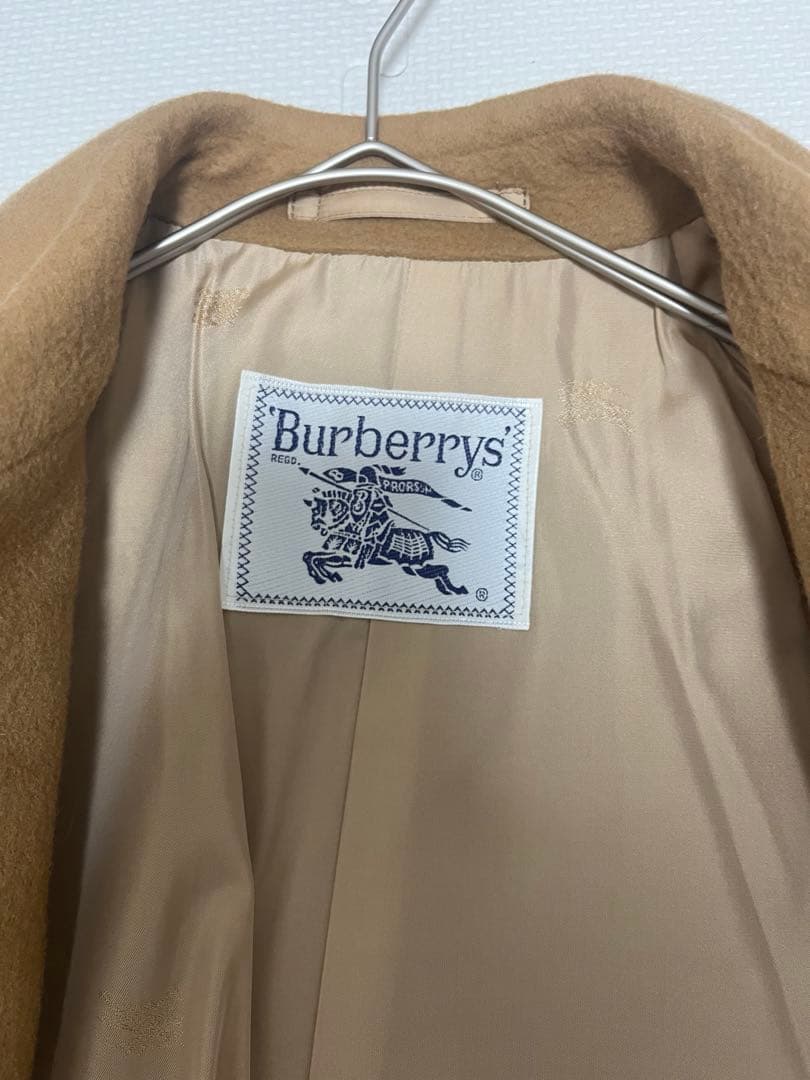 'Burberrys'
REGD.
®
PRORSUM
®